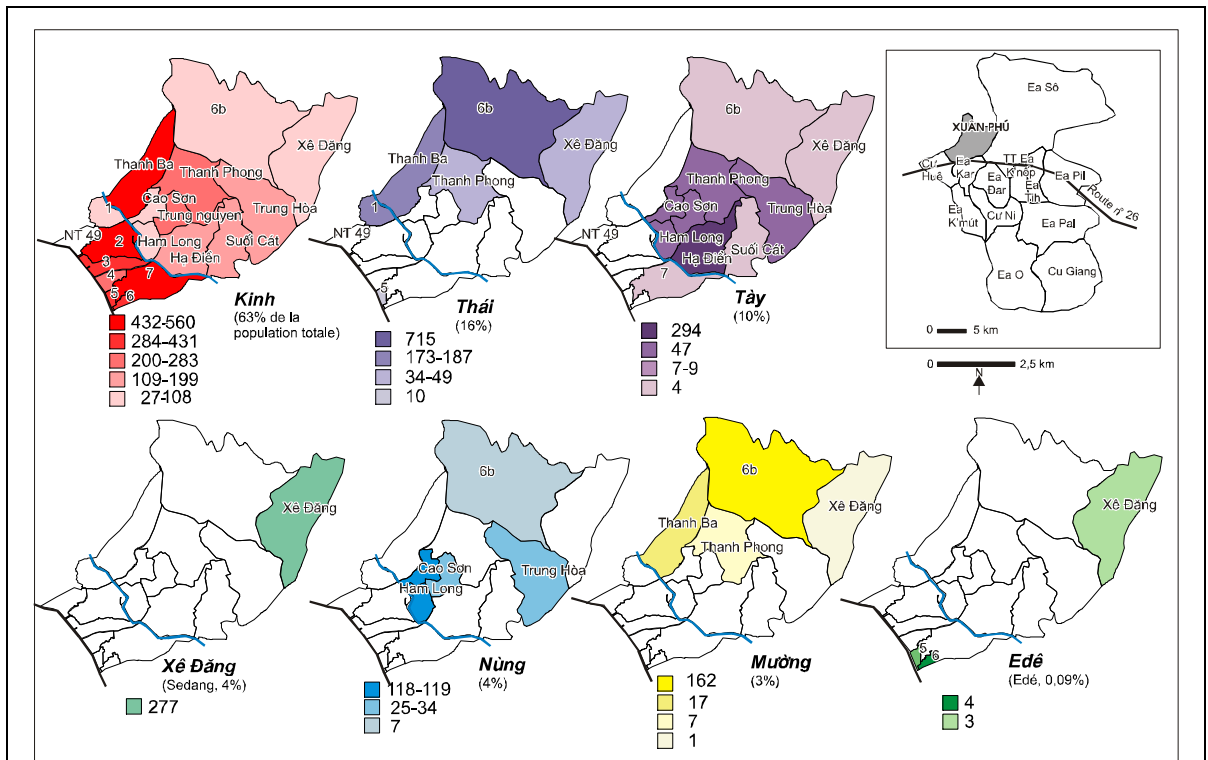 6b
Xê Đăng
Thanh Ba
Thanh Phong
Cao Sơn
Trung nguyen
Trung Hòa
1
NT 49
2
Ham Long
Suối Cát
Hạ Điền
3
4
7
5
6
Kinh
(63% de la
population totale)
432-560
284-431
200-283
109-199
27-108
6b
Xê Đăng
Thanh Ba
Thanh Phong
1
NT 49
5
Thái
(16%)
715
173-187
34-49
10
6b
Xê Đăng
Thanh Phong
Cao Sơn
Trung Hòa
NT 49
Ham Long
Suối Cát
Hạ Điền
7
Tày
(10%)
294
47
7-9
4
Ea Sô
XUÂN PHÚ
Cư
Huê
Ea
Kar
TT Ea
K'nốp
Ea Pil
Ea
Đar
Ea
Tih
Route n° 26
Ea
K'mút
Cư Ni
Ea Pal
Ea O
Cu Giang
0
5 km
0
2,5 km
N
Xê Đăng
Xê Đăng
(Sedang, 4%)
277
6b
Cao Sơn
Trung Hòa
Ham Long
Nùng
(4%)
118-119
25-34
7
6b
Xê Đăng
Thanh Ba
Thanh Phong
Mường
(3%)
162
17
7
1
Xê Đăng
5
6
Edê
(Edé, 0,09%)
4
3